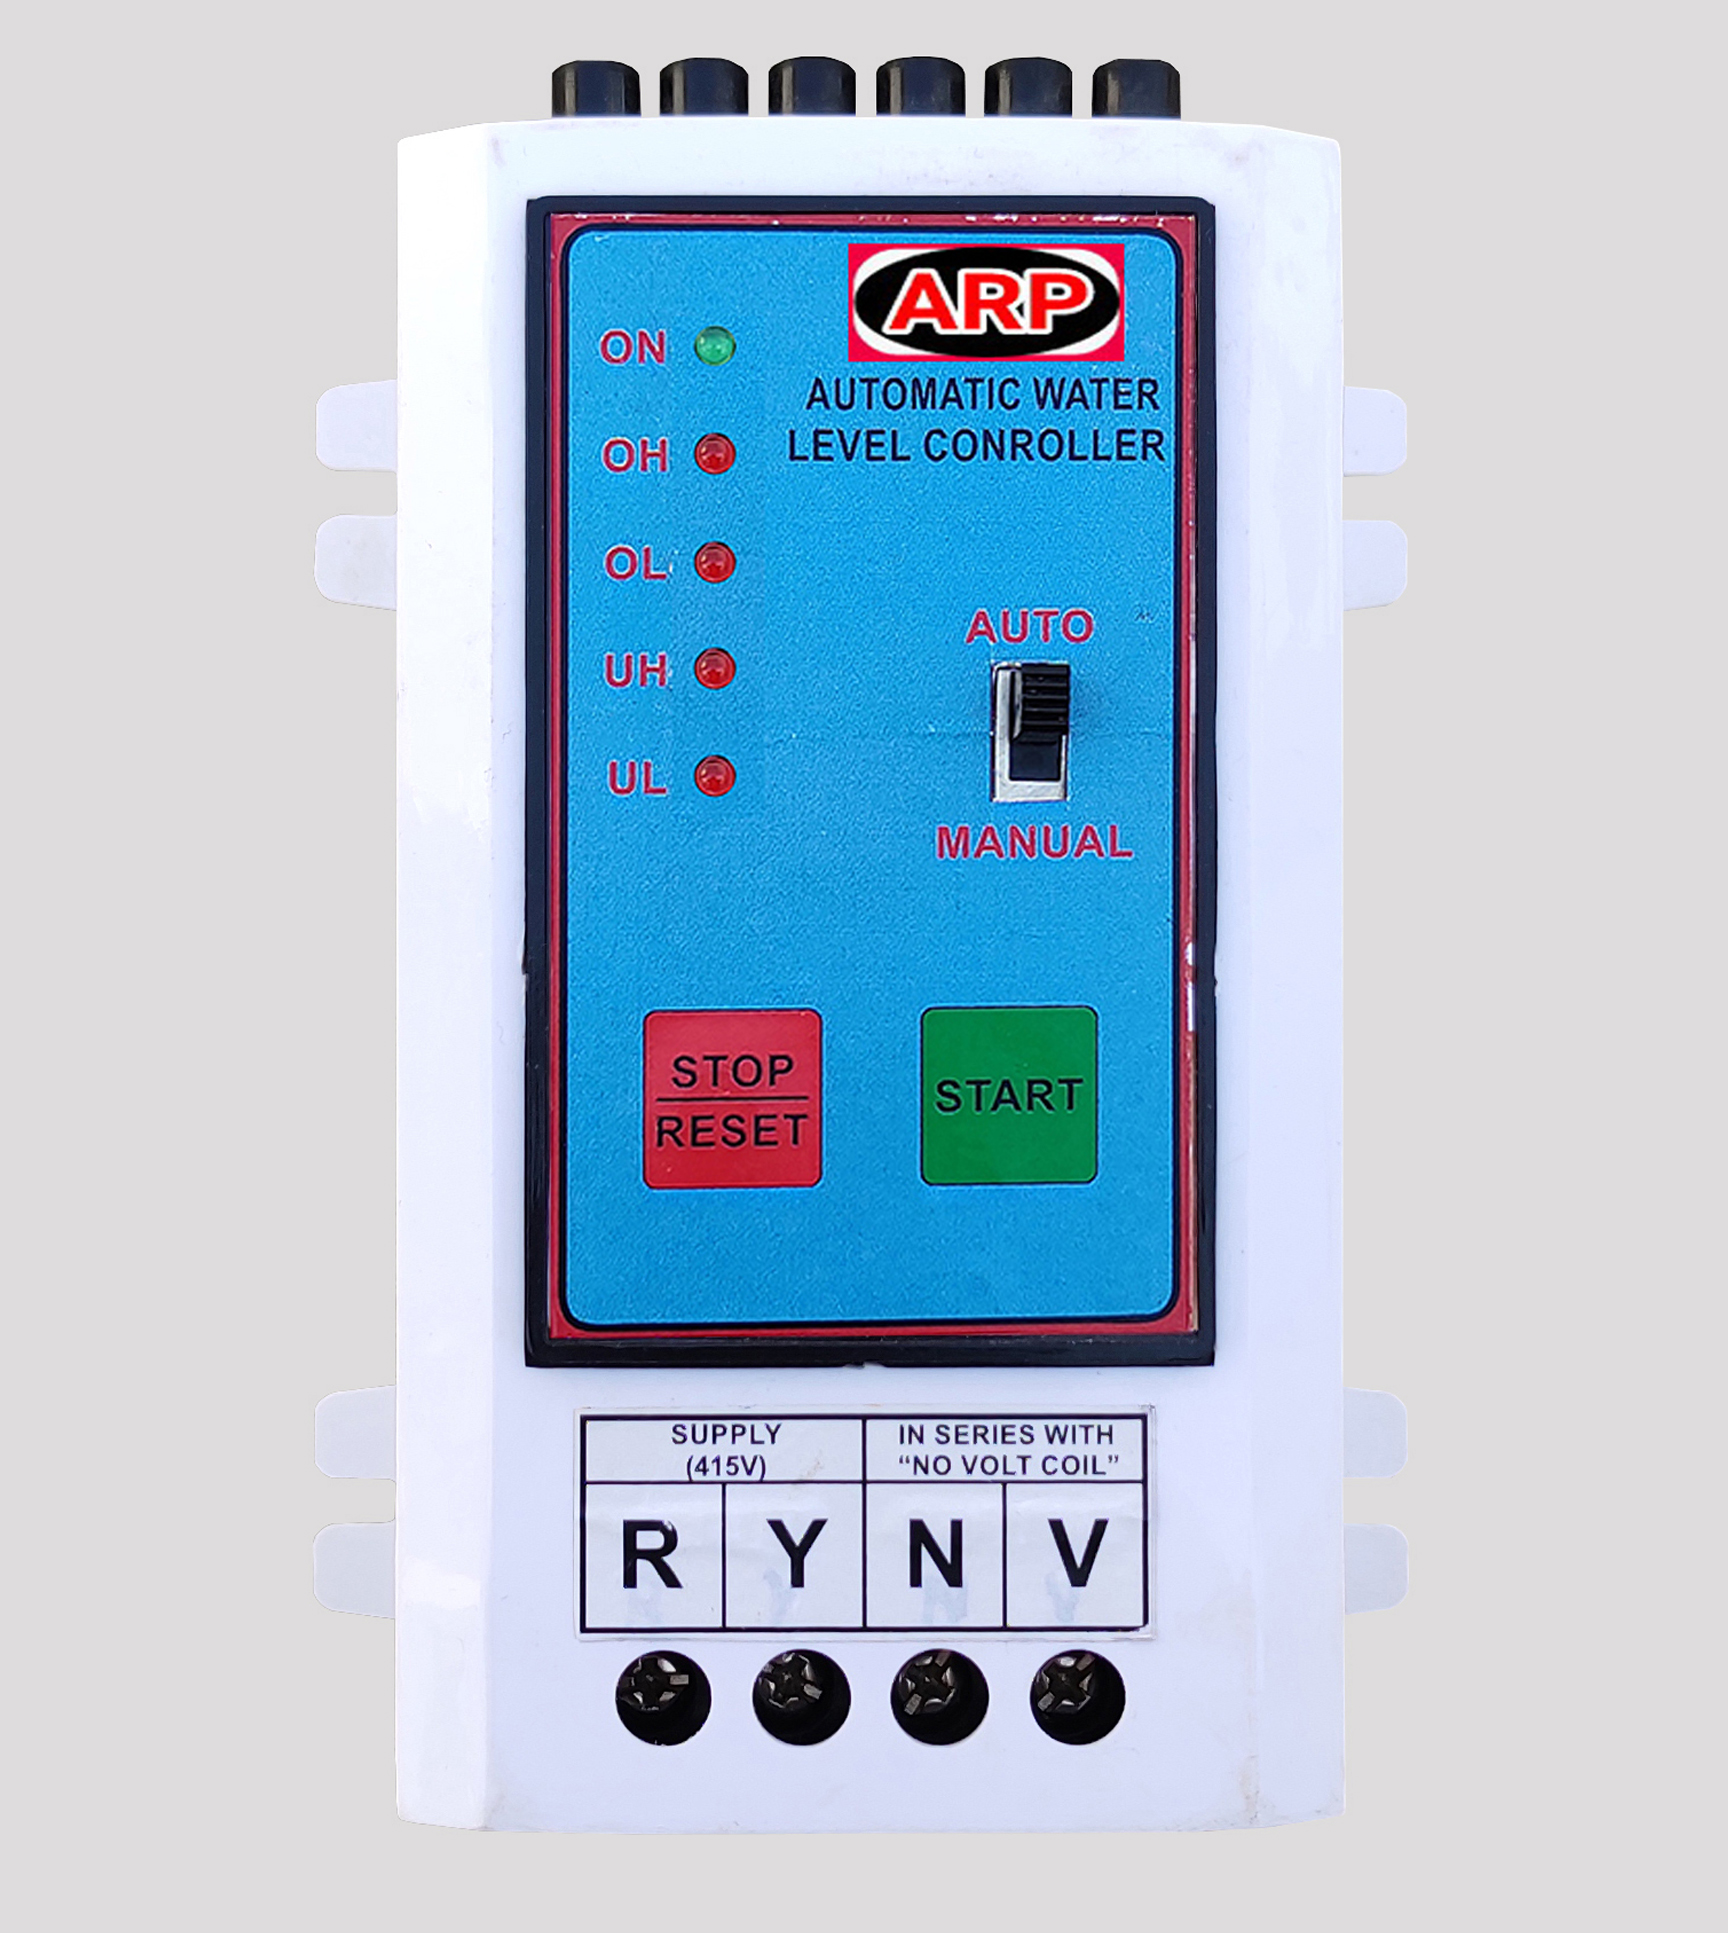 ARP
AUTOMATIC WATER
LEVEL CONROLLER
ON
OH
OL
UH
UL
AUTO
MANUAL
STOP
RESET
START
SUPPLY
(415V)
IN SERIES WITH
“NO VOLT COIL”
R Y N V